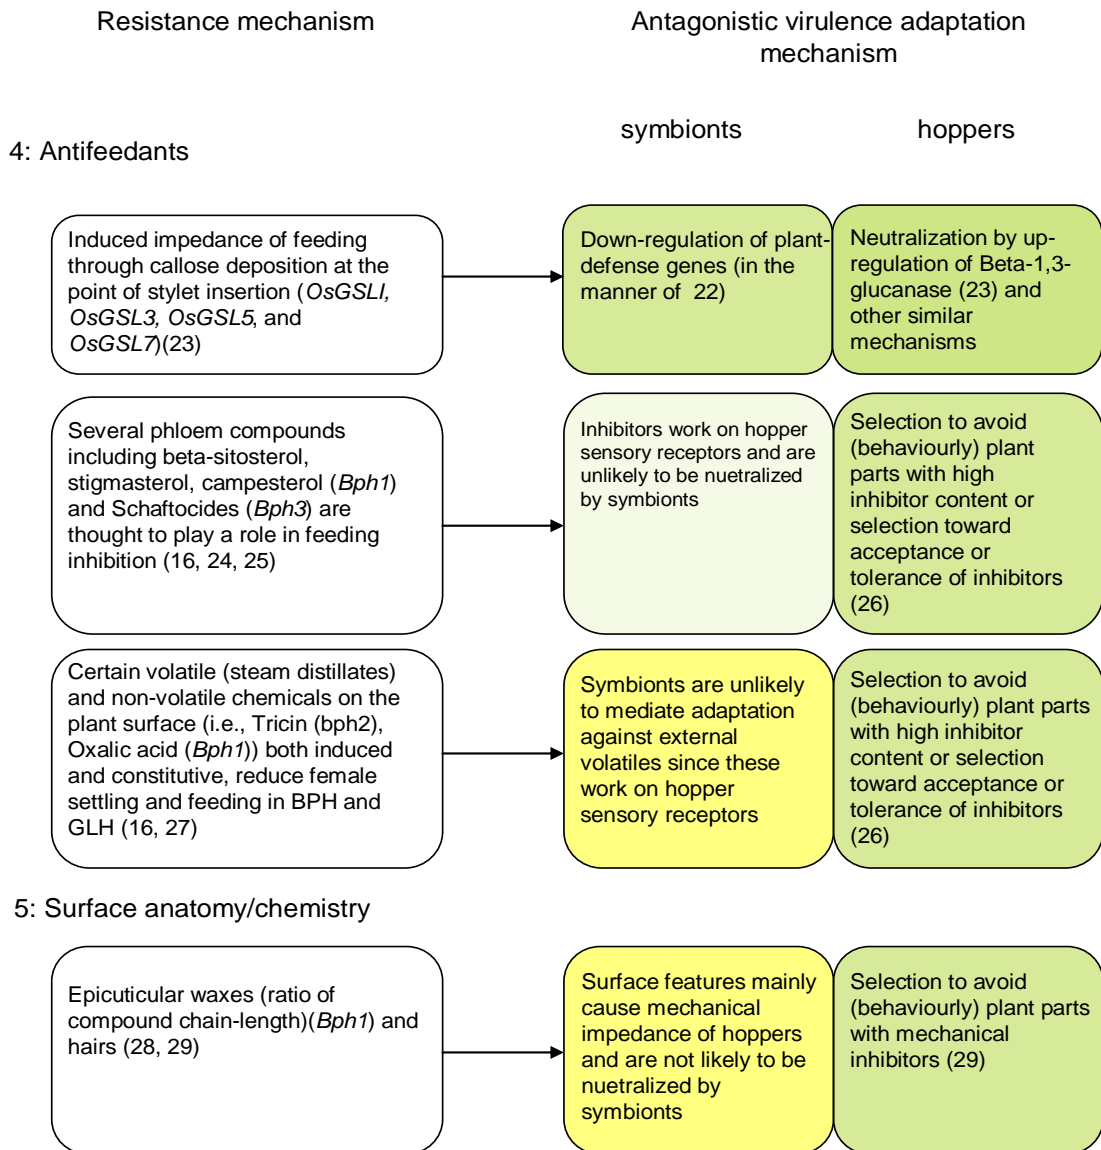 Resistance mechanism
Antagonistic virulence adaptation
mechanism
symbionts
hoppers
4: Antifeedants
Induced impedance of feeding
through callose deposition at the
point of stylet insertion (OsGSLI,
OsGSL3, OsGSL5, and
OsGSL7)(23)
Down-regulation of plant-
defense genes (in the
manner of  22)
Neutralization by up-
regulation of Beta-1,3-
glucanase (23) and
other similar
mechanisms
Several phloem compounds
including beta-sitosterol,
stigmasterol, campesterol (Bph1)
and Schaftocides (Bph3) are
thought to play a role in feeding
inhibition (16, 24, 25)
Inhibitors work on hopper
sensory receptors and are
unlikely to be nuetralized
by symbionts
Selection to avoid
(behaviourly) plant
parts with high
inhibitor content or
selection toward
acceptance or
tolerance of inhibitors
(26)
Certain volatile (steam distillates)
and non-volatile chemicals on the
plant surface (i.e., Tricin (bph2),
Oxalic acid (Bph1)) both induced
and constitutive, reduce female
settling and feeding in BPH and
GLH (16, 27)
Symbionts are unlikely
to mediate adaptation
against external
volatiles since these
work on hopper
sensory receptors
Selection to avoid
(behaviourly) plant parts
with high inhibitor
content or selection
toward acceptance or
tolerance of inhibitors
(26)
5: Surface anatomy/chemistry
Epicuticular waxes (ratio of
compound chain-length)(Bph1) and
hairs (28, 29)
Surface features mainly
cause mechanical
impedance of hoppers
and are not likely to be
nuetralized by
symbionts
Selection to avoid
(behaviourly) plant parts
with mechanical
inhibitors (29)